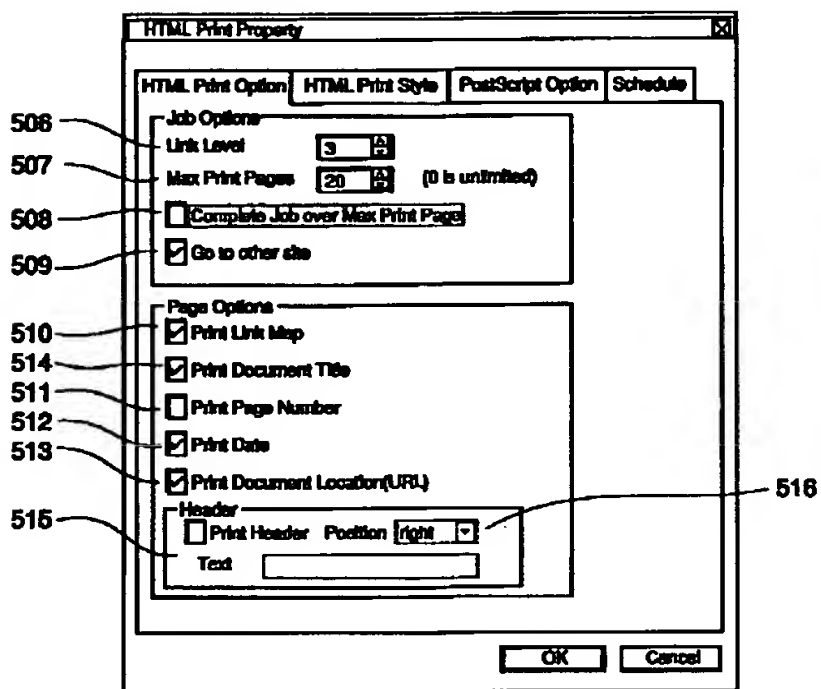 HTML Print Property
HTML Print Option HTML Print Style PostScript Option Schedule
Job Options
506 Link Level 3
507 Max Print Pages 20 (0 is unlimited)
508 Complete Job over Max Print Page
509 Go to other site
Page Options
510 Print Link Map
514 Print Document Title
511 Print Page Number
512 Print Date
513 Print Document Location(URL)
Header
515 Print Header Position right 516
Text
OK Cancel